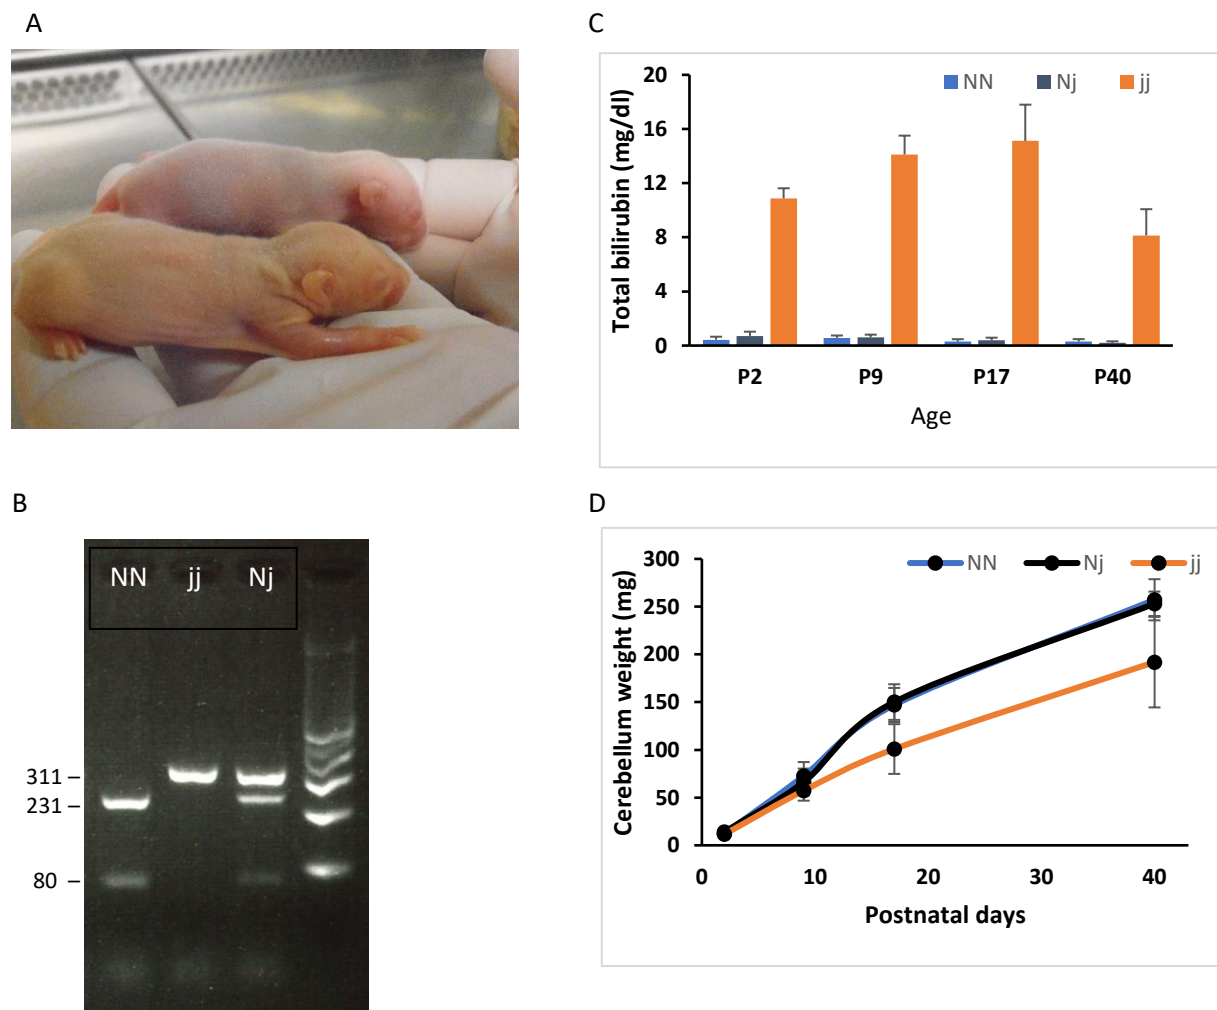 A
C
20
16
12
8
4
0
Total bilirubin (mg/dl)
NN Nj jj
P2 P9 P17 P40
Age
B
NN jj Nj
311 –
231 –
80 –
D
300
250
200
150
100
50
0
Cerebellum weight (mg)
NN Nj jj
0 10 20 30 40
Postnatal days